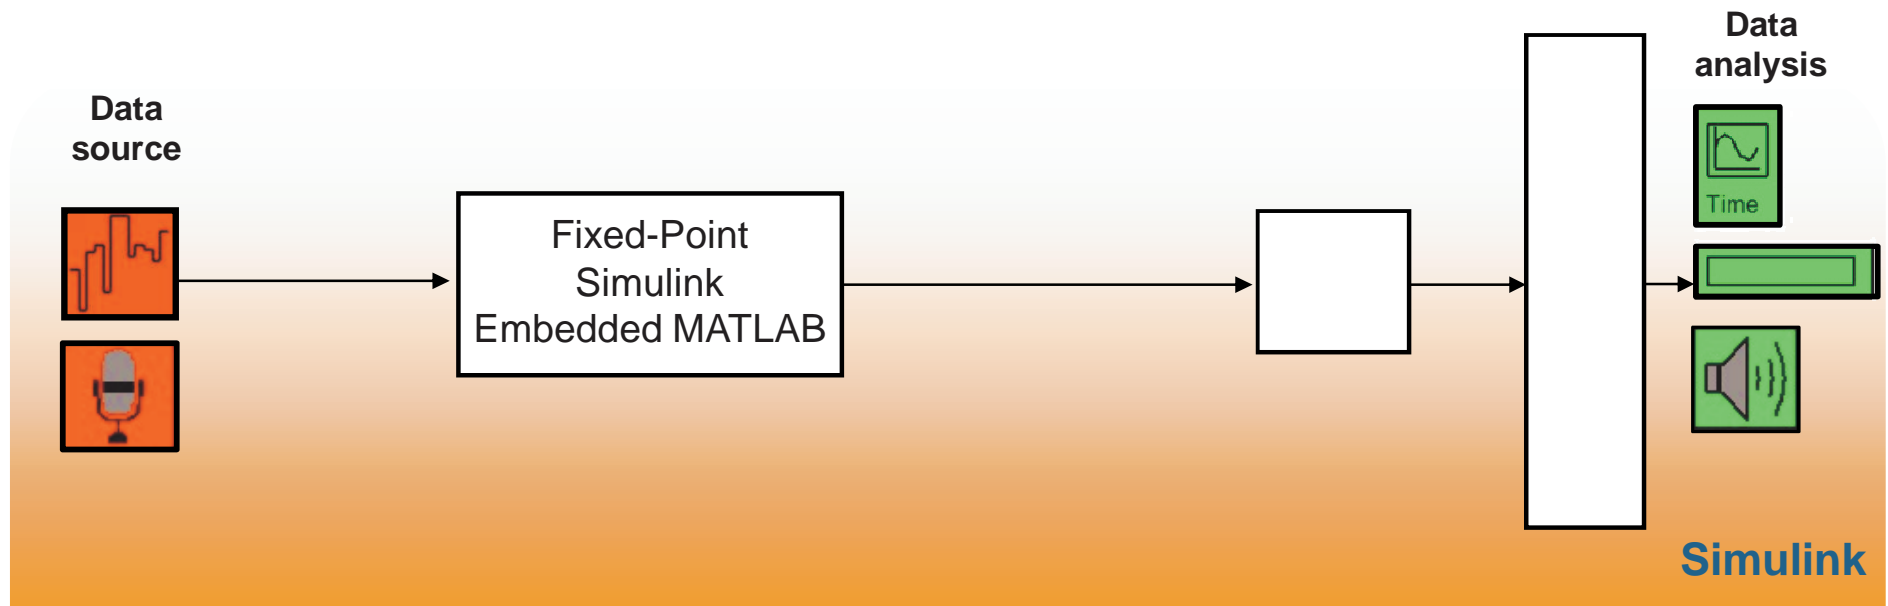 Data
source
Fixed-Point
Simulink
Embedded MATLAB
Data
analysis
Time
Simulink